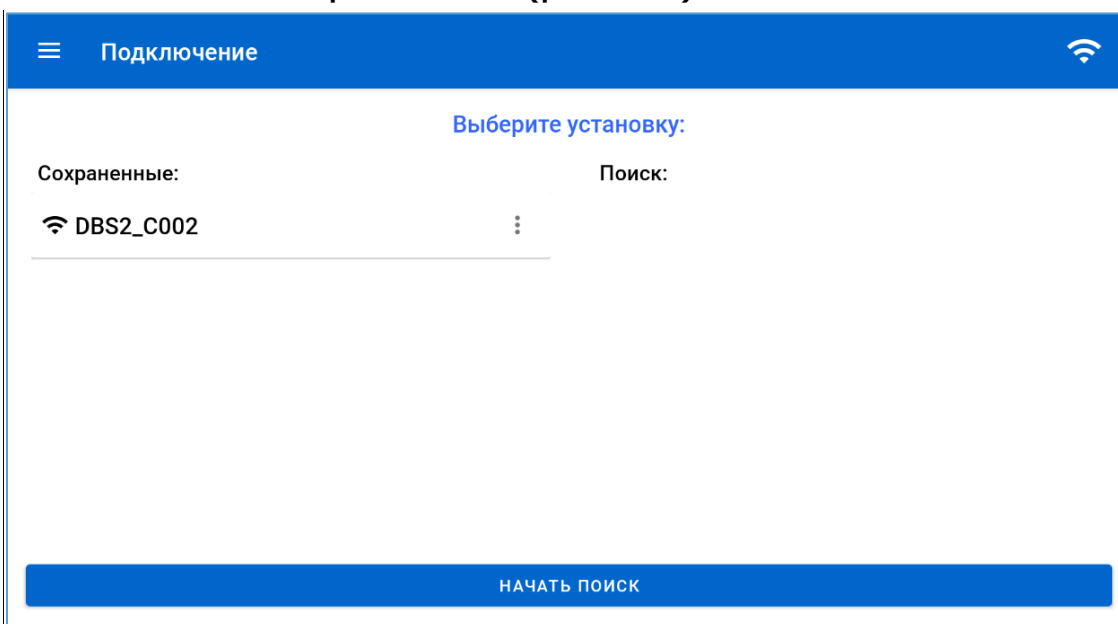 Подключение
Выберите установку:
Сохраненные:
Поиск:
DBS2_C002
НАЧАТЬ ПОИСК